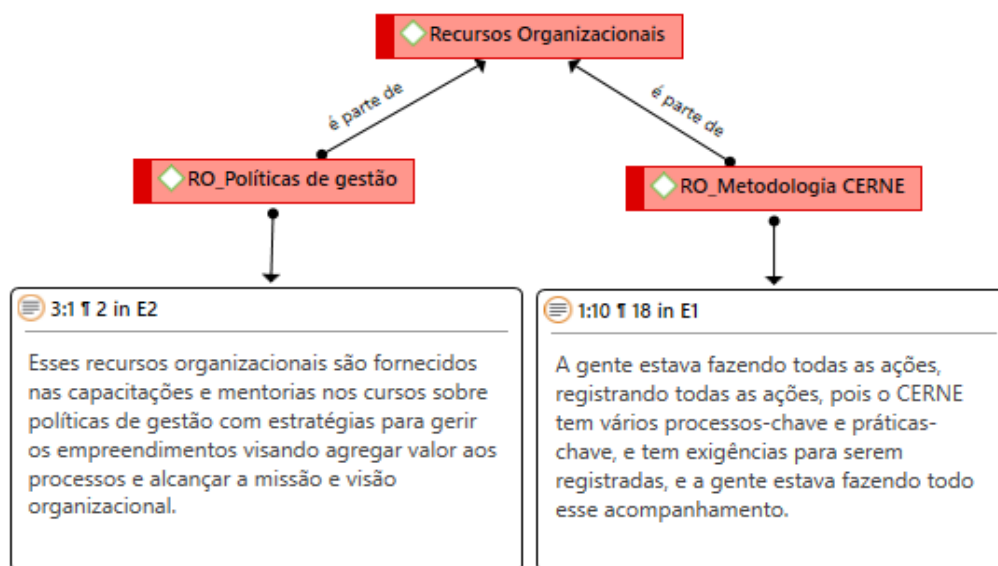 Recursos Organizacionais
é parte de
é parte de
RO_Políticas de gestão
RO_Metodologia CERNE
3:1 ¶ 2 in E2
Esses recursos organizacionais são fornecidos
nas capacitações e mentorias nos cursos sobre
políticas de gestão com estratégias para gerir
os empreendimentos visando agregar valor aos
processos e alcançar a missão e visão
organizacional.
1:10 ¶ 18 in E1
A gente estava fazendo todas as ações,
registrando todas as ações, pois o CERNE
tem vários processos-chave e práticas-
chave, e tem exigências para serem
registradas, e a gente estava fazendo todo
esse acompanhamento.